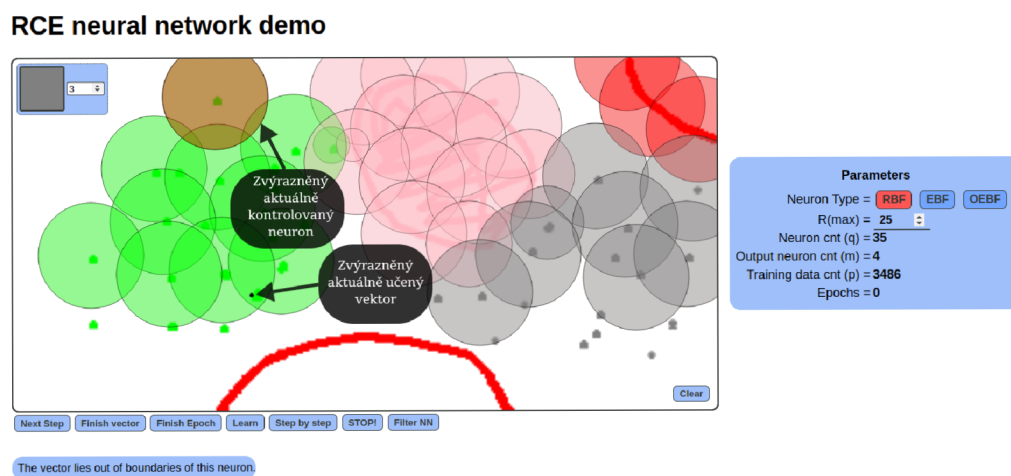 RCE neural network demo
3
Zvýrazněný
aktuálně
kontrolovaný
neuron
Zvýrazněný
aktuálně učený
vektor
Clear
Parameters
Neuron Type = RBF EBF OEBF
R(max) = 25
Neuron cnt (q) = 35
Output neuron cnt (m) = 4
Training data cnt (p) = 3486
Epochs = 0
Next Step Finish vector Finish Epoch Learn Step by step STOP! Filter NN
The vector lies out of boundaries of this neuron.